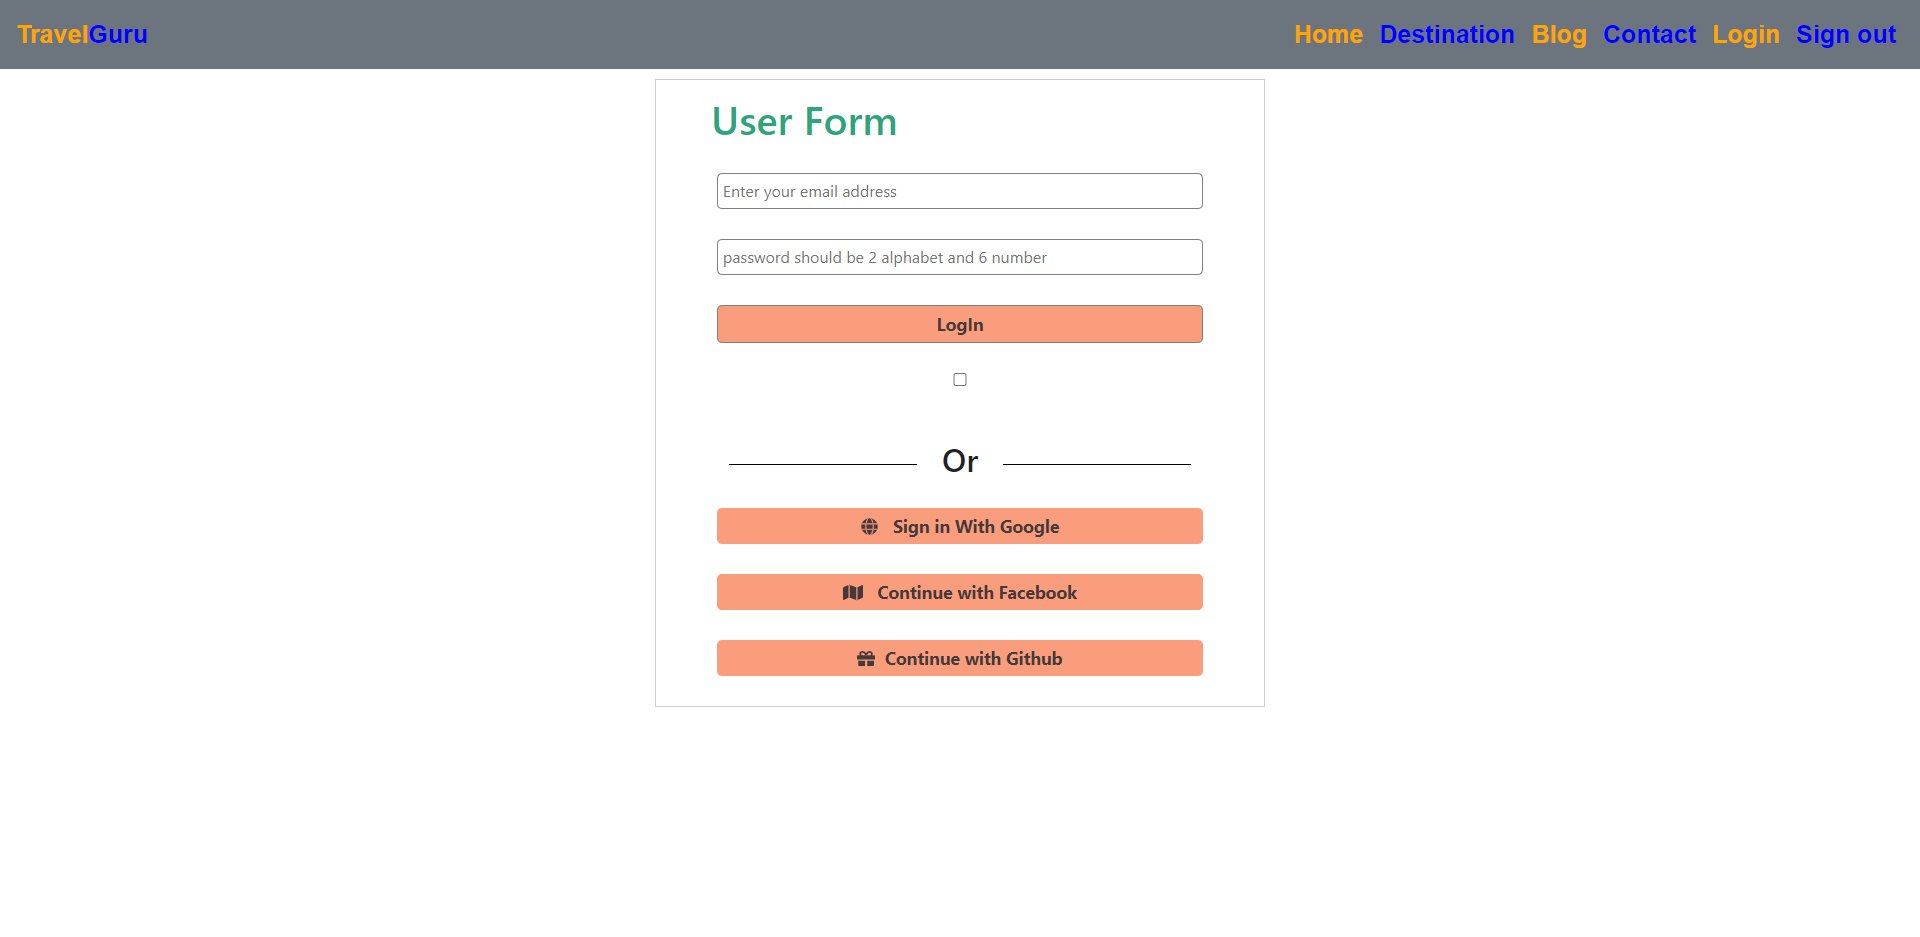 TravelGuru Home Destination Blog Contact Login Sign out
User Form
Enter your email address
password should be 2 alphabet and 6 number
LogIn
Or
Sign in With Google
Continue with Facebook
Continue with Github